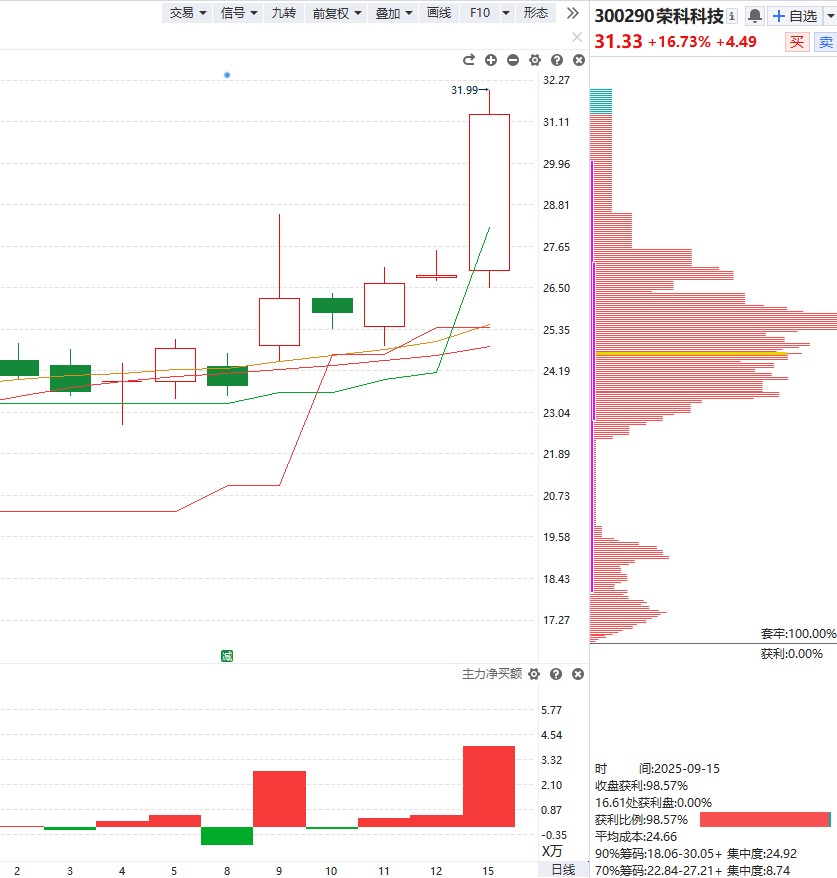 交易 信号 九转 前复权 叠加 画线 F10 形态
300290 荣科科技 自选
31.33 +16.73% +4.49 买 卖
31.99
32.27
31.11
29.96
28.81
27.65
26.50
25.35
24.19
23.04
21.89
20.73
19.58
18.43
17.27
减
套牢:100.00%
获利:0.00%
主力净买额
5.77
4.54
3.32
2.10
0.87
-0.35
X万
2 3 4 5 8 9 10 11 12 15 日线
时 间:2025-09-15
收盘获利:98.57%
16.61处获利盘:0.00%
获利比例:98.57%
平均成本:24.66
90%筹码:18.06-30.05+ 集中度:24.92
70%筹码:22.84-27.21+ 集中度:8.74